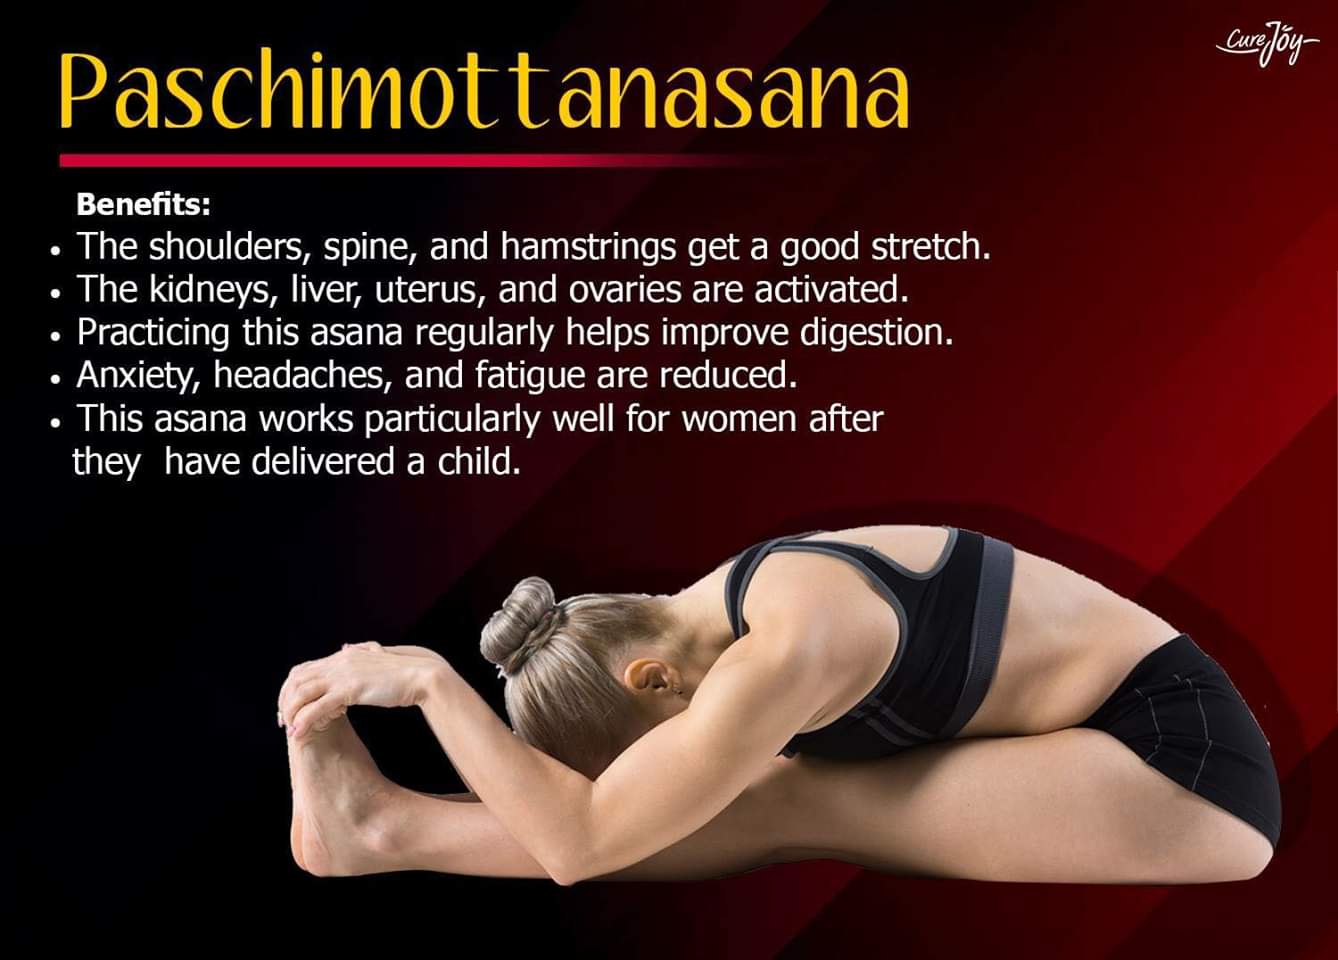 Cure Joy
Paschimottanasana
Benefits:
• The shoulders, spine, and hamstrings get a good stretch.
• The kidneys, liver, uterus, and ovaries are activated.
• Practicing this asana regularly helps improve digestion.
• Anxiety, headaches, and fatigue are reduced.
• This asana works particularly well for women after
they have delivered a child.